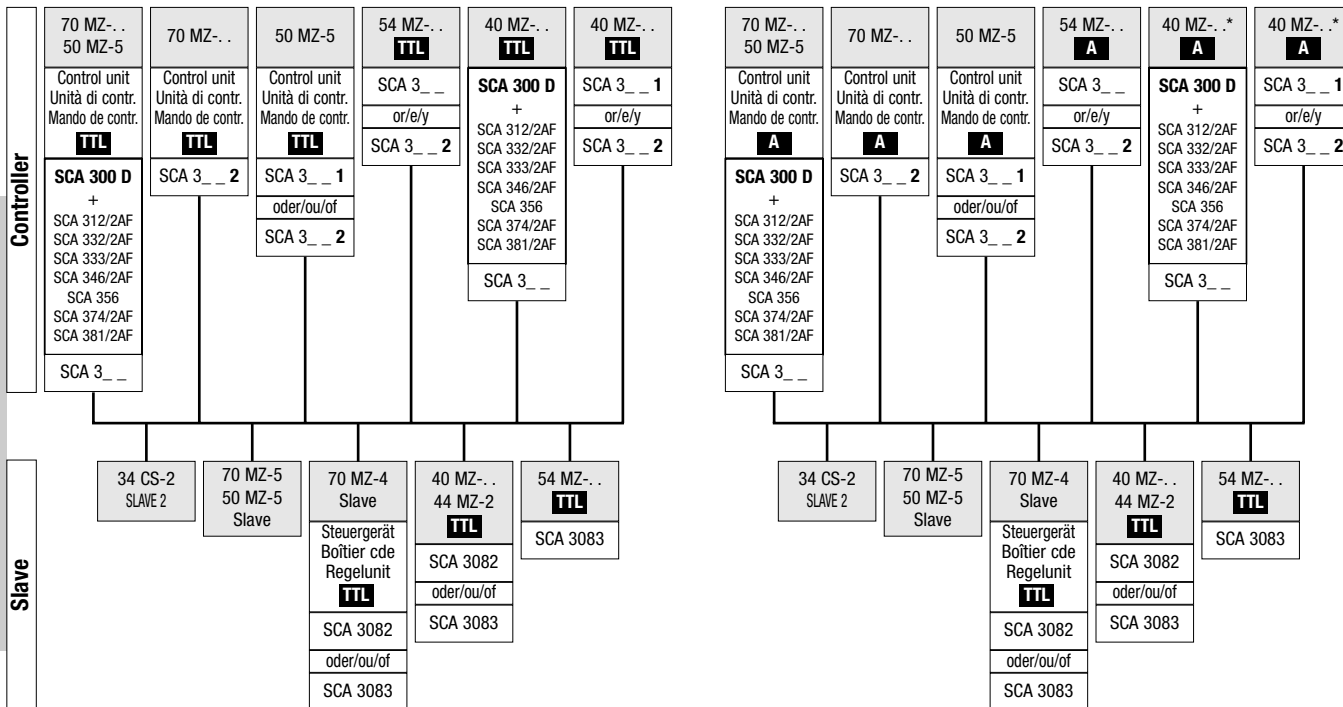 Controller
70 MZ-. .
50 MZ-5
Control unit
Unità di contr.
Mando de contr.
TTL
SCA 300 D
+
SCA 312/2AF
SCA 332/2AF
SCA 333/2AF
SCA 346/2AF
SCA 356
SCA 374/2AF
SCA 381/2AF
SCA 3_ _
70 MZ-. .
Control unit
Unità di contr.
Mando de contr.
TTL
SCA 3_ _ 2
50 MZ-5
Control unit
Unità di contr.
Mando de contr.
TTL
SCA 3_ _ 1
oder/ou/of
SCA 3_ _ 2
54 MZ-. .
TTL
SCA 3_ _
or/e/y
SCA 3_ _ 2
40 MZ-. .
TTL
SCA 300 D
+
SCA 312/2AF
SCA 332/2AF
SCA 333/2AF
SCA 346/2AF
SCA 356
SCA 374/2AF
SCA 381/2AF
SCA 3_ _
40 MZ-. .
TTL
SCA 3_ _ 1
or/e/y
SCA 3_ _ 2
Slave
34 CS-2
SLAVE 2
70 MZ-5
50 MZ-5
Slave
70 MZ-4
Slave
Steuergerät
Boîtier cde
Regelunit
TTL
SCA 3082
oder/ou/of
SCA 3083
40 MZ-. .
44 MZ-2
TTL
SCA 3082
oder/ou/of
SCA 3083
54 MZ-. .
TTL
SCA 3083
70 MZ-. .
50 MZ-5
Control unit
Unità di contr.
Mando de contr.
A
SCA 300 D
+
SCA 312/2AF
SCA 332/2AF
SCA 333/2AF
SCA 346/2AF
SCA 356
SCA 374/2AF
SCA 381/2AF
SCA 3_ _
70 MZ-. .
Control unit
Unità di contr.
Mando de contr.
A
SCA 3_ _ 2
50 MZ-5
Control unit
Unità di contr.
Mando de contr.
A
SCA 3_ _ 1
oder/ou/of
SCA 3_ _ 2
54 MZ-. .
A
SCA 3_ _
or/e/y
SCA 3_ _ 2
40 MZ-. .*
A
SCA 300 D
+
SCA 312/2AF
SCA 332/2AF
SCA 333/2AF
SCA 346/2AF
SCA 356
SCA 374/2AF
SCA 381/2AF
SCA 3_ _
40 MZ-. .*
A
SCA 3_ _ 1
or/e/y
SCA 3_ _ 2
34 CS-2
SLAVE 2
70 MZ-5
50 MZ-5
Slave
70 MZ-4
Slave
Steuergerät
Boîtier cde
Regelunit
TTL
SCA 3082
oder/ou/of
SCA 3083
40 MZ-. .
44 MZ-2
TTL
SCA 3082
oder/ou/of
SCA 3083
54 MZ-. .
TTL
SCA 3083